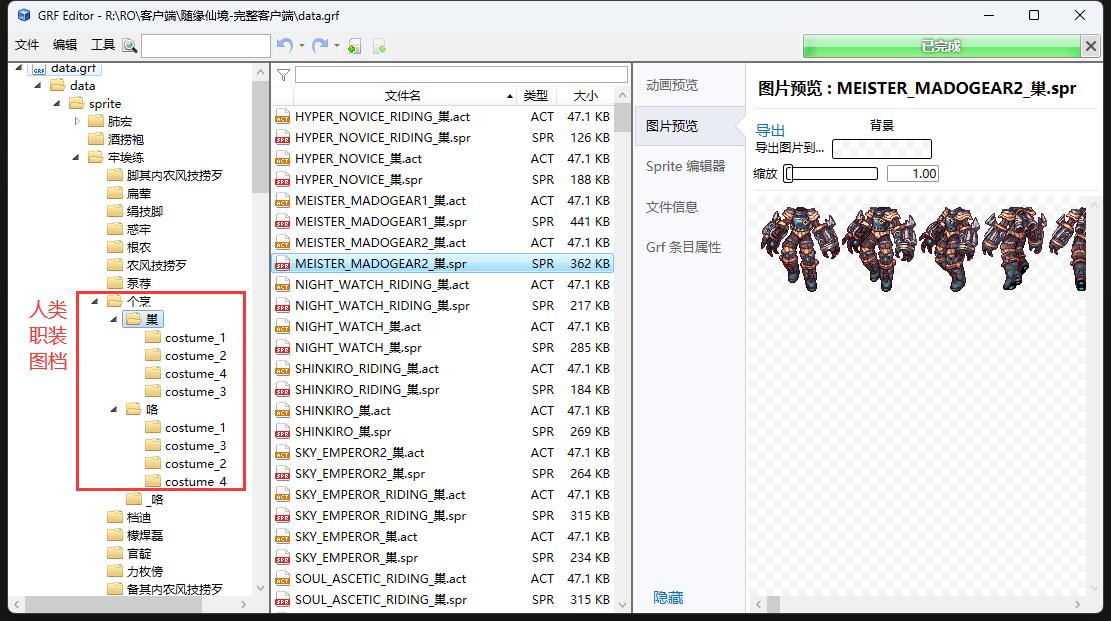 GRF Editor - R:\RO\客户端\随缘仙境-完整客户端\data.grf
文件 编辑 工具
已完成
data.grf
data
sprite
肺宏
酒捞袍
牢埃练
脚其内农风技捞歹
扁荤
绢技脚
惑牢
根农
农风技捞歹
泵荐
个烹
巢
costume_1
costume_2
costume_4
costume_3
咯
costume_1
costume_3
costume_2
costume_4
_咯
档迪
檬焊磊
官靛
力枚傍
备其内农风技捞歹
人类
职装
图档
文件名 类型 大小
HYPER_NOVICE_RIDING_巢.act ACT 47.1 KB
HYPER_NOVICE_RIDING_巢.spr SPR 126 KB
HYPER_NOVICE_巢.act ACT 47.1 KB
HYPER_NOVICE_巢.spr SPR 188 KB
MEISTER_MADOGEAR1_巢.act ACT 47.1 KB
MEISTER_MADOGEAR1_巢.spr SPR 441 KB
MEISTER_MADOGEAR2_巢.act ACT 47.1 KB
MEISTER_MADOGEAR2_巢.spr SPR 362 KB
NIGHT_WATCH_RIDING_巢.act ACT 47.1 KB
NIGHT_WATCH_RIDING_巢.spr SPR 217 KB
NIGHT_WATCH_巢.act ACT 47.1 KB
NIGHT_WATCH_巢.spr SPR 285 KB
SHINKIRO_RIDING_巢.act ACT 47.1 KB
SHINKIRO_RIDING_巢.spr SPR 184 KB
SHINKIRO_巢.act ACT 47.1 KB
SHINKIRO_巢.spr SPR 269 KB
SKY_EMPEROR2_巢.act ACT 47.1 KB
SKY_EMPEROR2_巢.spr SPR 264 KB
SKY_EMPEROR_RIDING_巢.act ACT 47.1 KB
SKY_EMPEROR_RIDING_巢.spr SPR 315 KB
SKY_EMPEROR_巢.act ACT 47.1 KB
SKY_EMPEROR_巢.spr SPR 234 KB
SOUL_ASCETIC_RIDING_巢.act ACT 47.1 KB
SOUL_ASCETIC_RIDING_巢.spr SPR 315 KB
动画预览
图片预览
Sprite 编辑器
文件信息
Grf 条目属性
隐藏
图片预览 : MEISTER_MADOGEAR2_巢.spr
导出 背景
导出图片到...
缩放 1.00